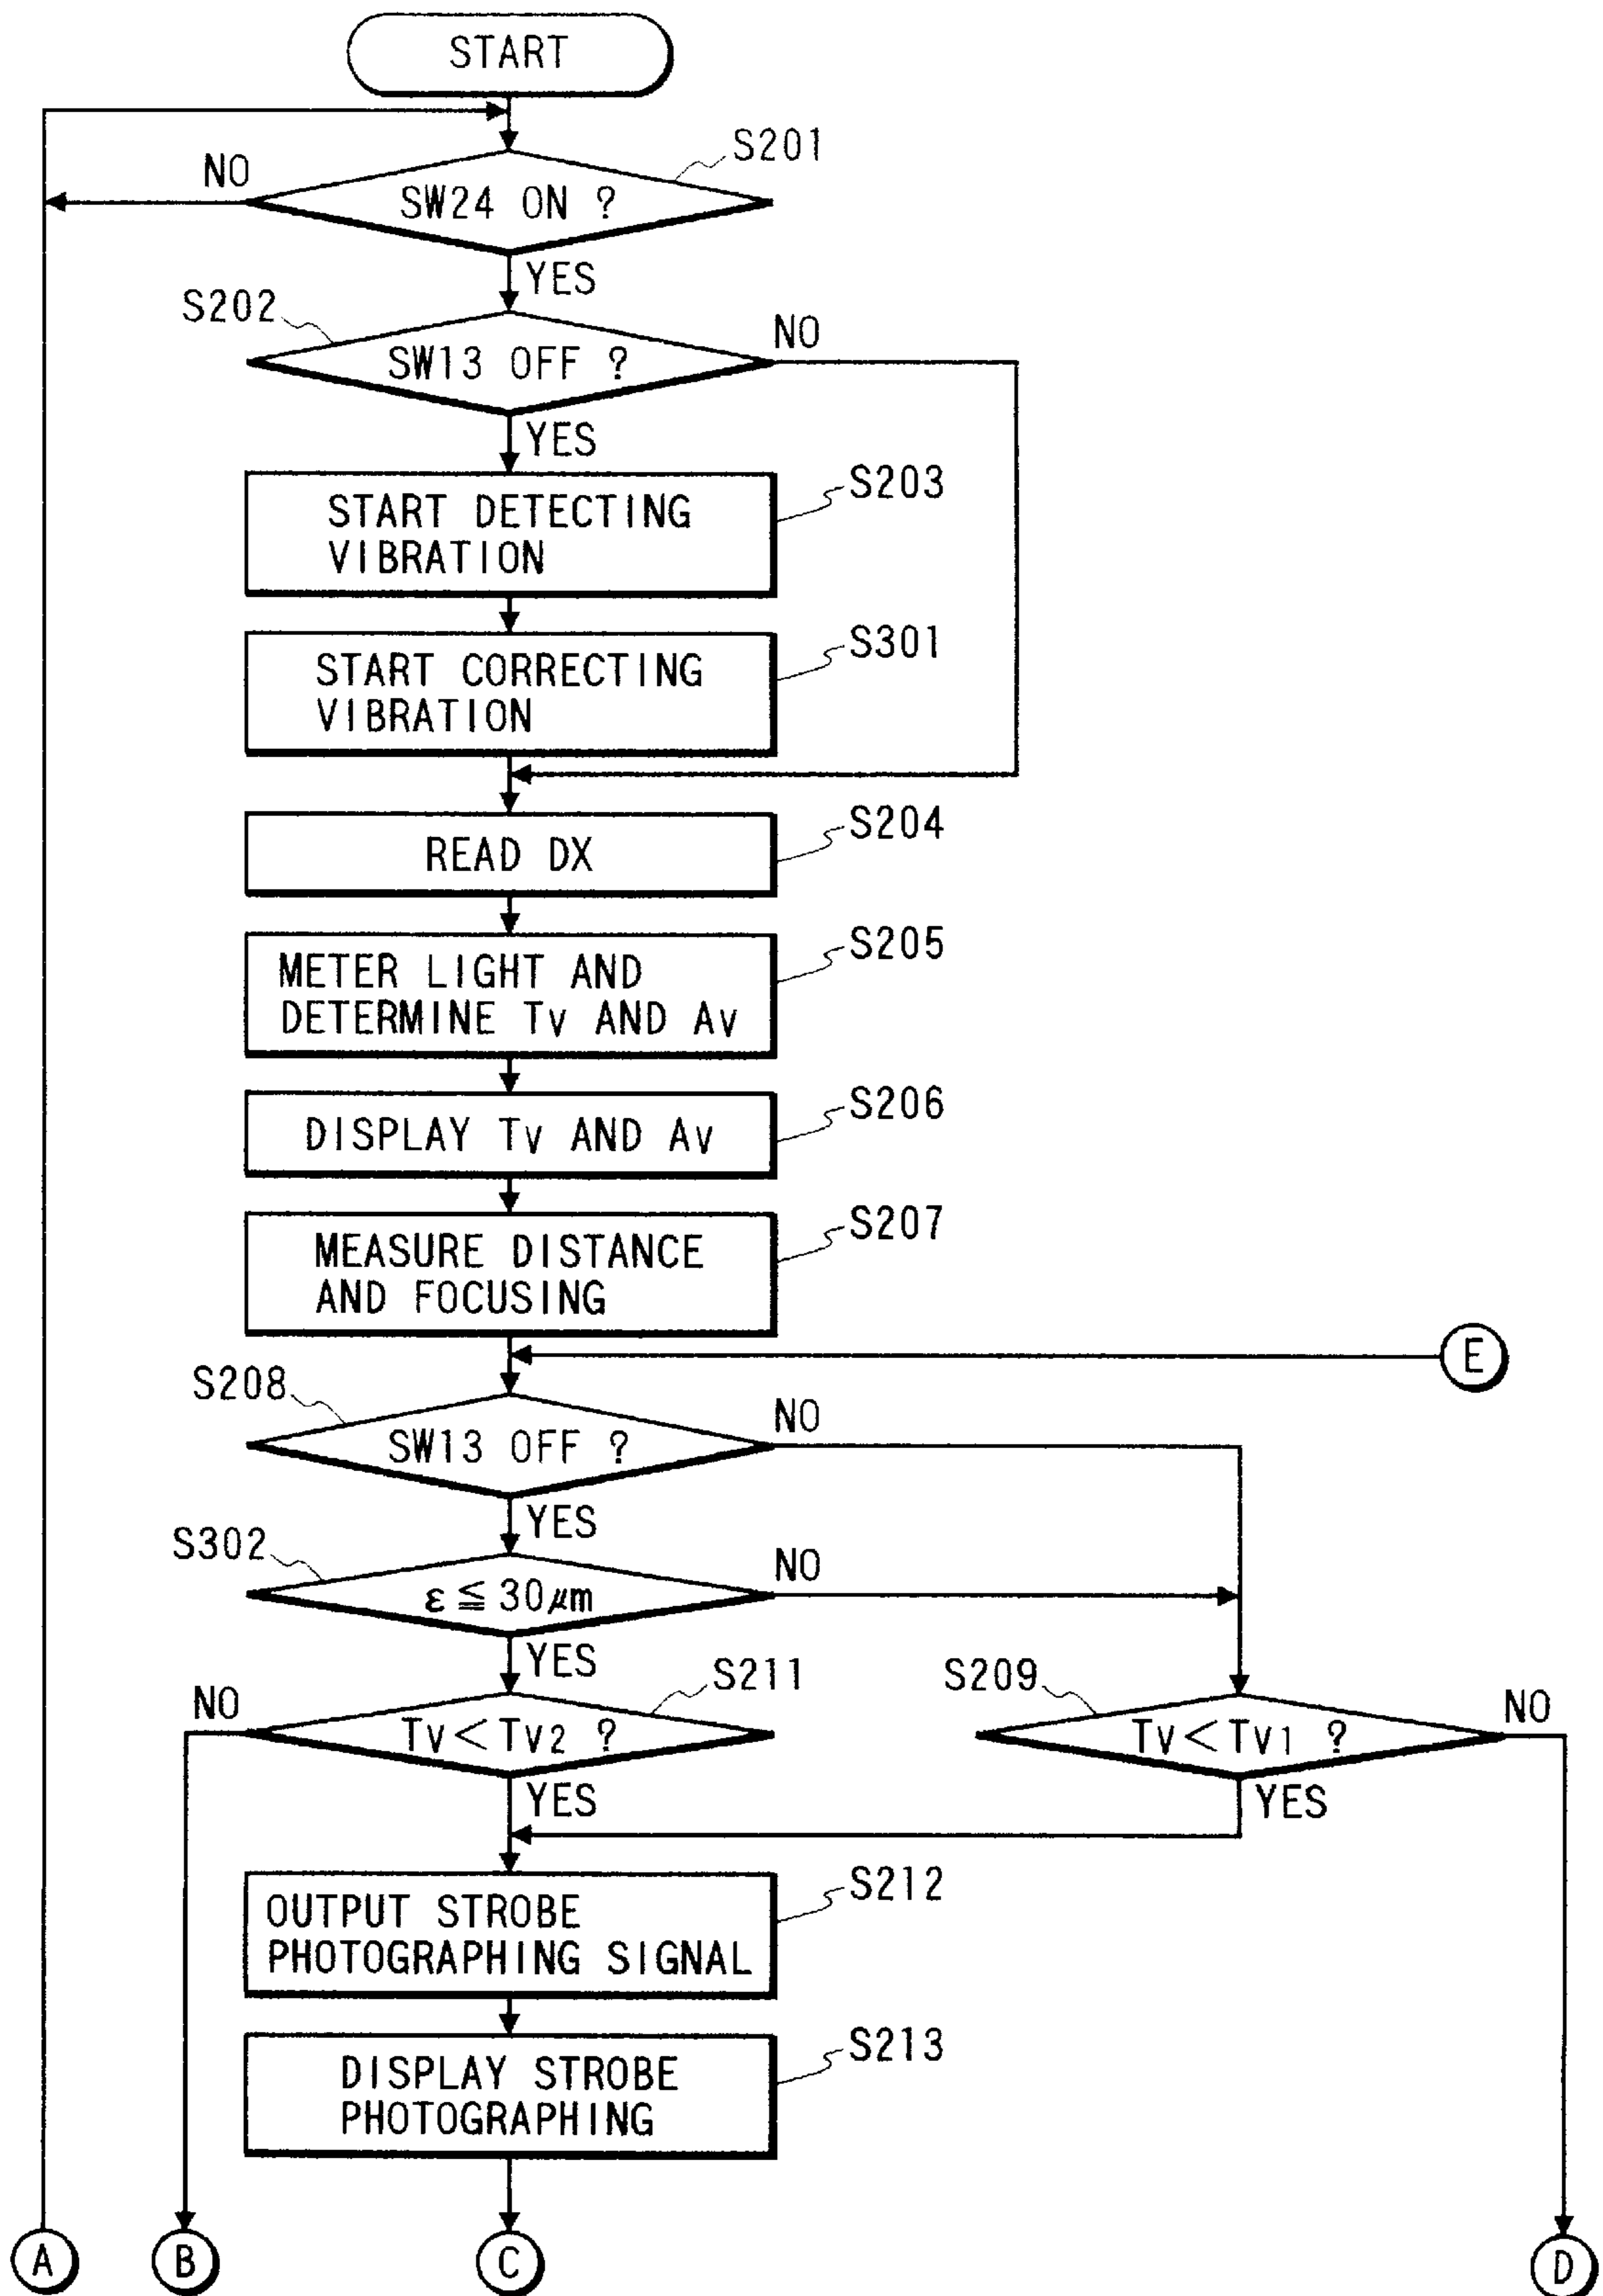 START
S201
NO
SW24 ON ?
YES
S202
NO
SW13 OFF ?
YES
S203
START DETECTING
VIBRATION
S301
START CORRECTING
VIBRATION
S204
READ DX
S205
METER LIGHT AND
DETERMINE Tv AND Av
S206
DISPLAY Tv AND Av
S207
MEASURE DISTANCE
AND FOCUSING
E
S208
NO
SW13 OFF ?
YES
S302
NO
ε ≦ 30μm
YES
S211
S209
NO
NO
Tv < Tv2 ?
Tv < Tv1 ?
YES
YES
S212
OUTPUT STROBE
PHOTOGRAPHING SIGNAL
S213
DISPLAY STROBE
PHOTOGRAPHING
A
B
C
D